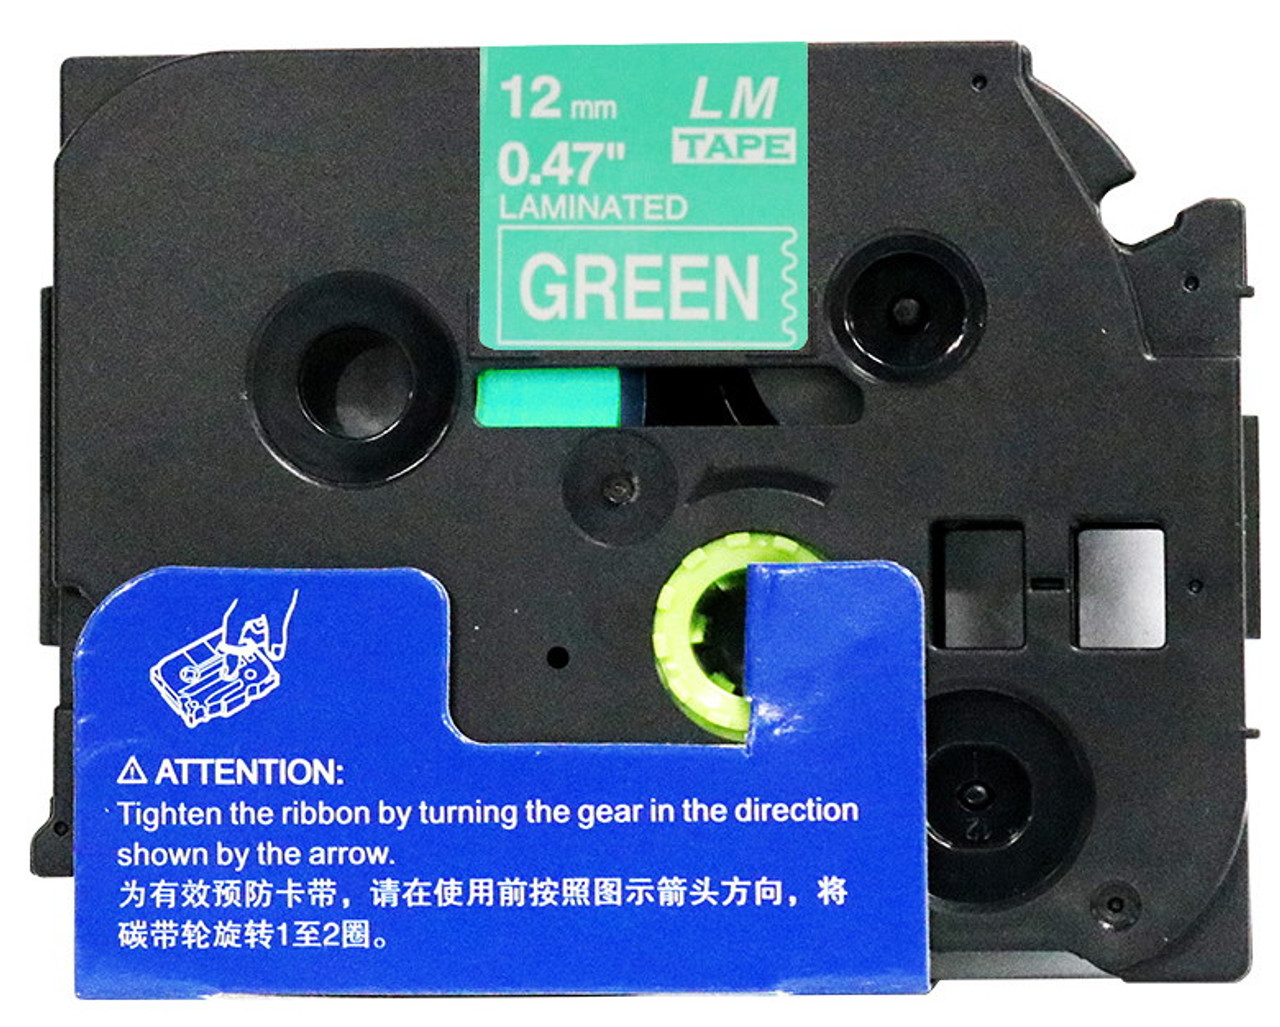 12 mm LM
TAPE
0.47"
LAMINATED
GREEN
⚠ ATTENTION:
Tighten the ribbon by turning the gear in the direction
shown by the arrow.
为有效预防卡带，请在使用前按照图示箭头方向，将
碳带轮旋转1至2圈。